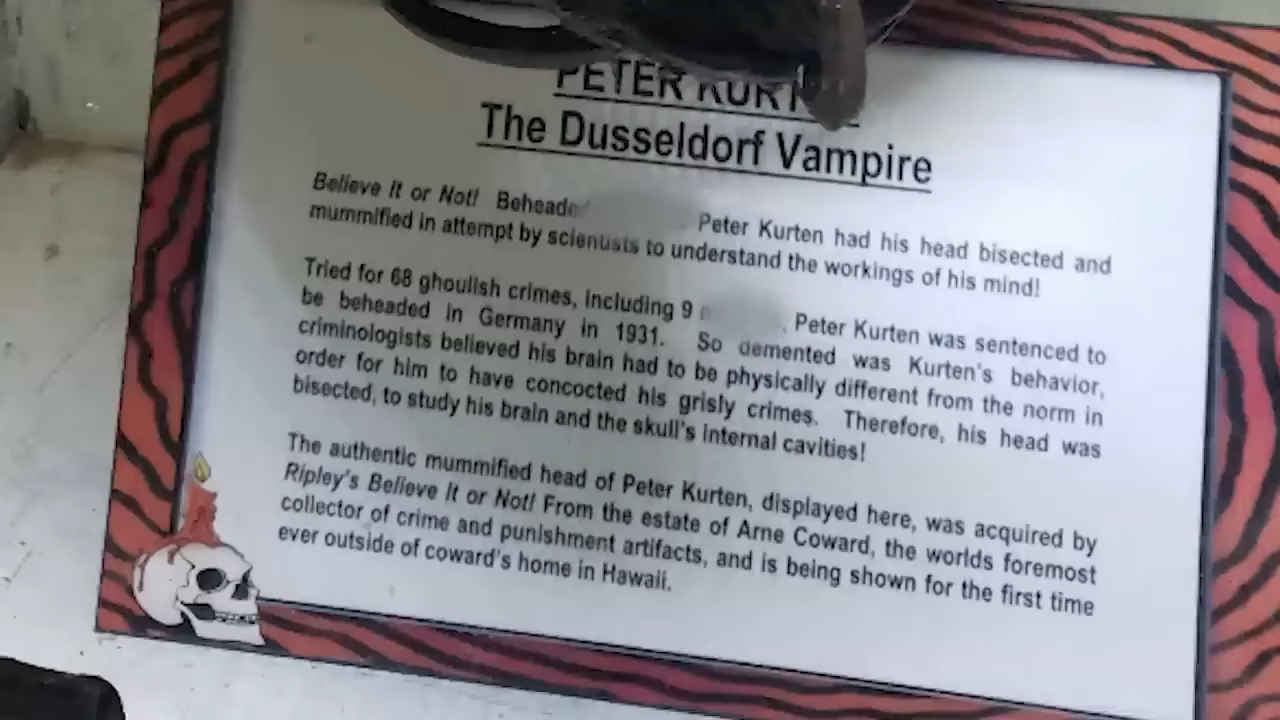 PETER KURTEN
The Dusseldorf Vampire
Believe It or Not! Beheaded Peter Kurten had his head bisected and
mummified in attempt by scientists to understand the workings of his mind!
Tried for 68 ghoulish crimes, including 9 Peter Kurten was sentenced to
be beheaded in Germany in 1931. So demented was Kurten's behavior,
criminologists believed his brain had to be physically different from the norm in
order for him to have concocted his grisly crimes. Therefore, his head was
bisected, to study his brain and the skull's internal cavities!
The authentic mummified head of Peter Kurten, displayed here, was acquired by
Ripley's Believe It or Not! From the estate of Arne Coward, the worlds foremost
collector of crime and punishment artifacts, and is being shown for the first time
ever outside of coward's home in Hawaii.